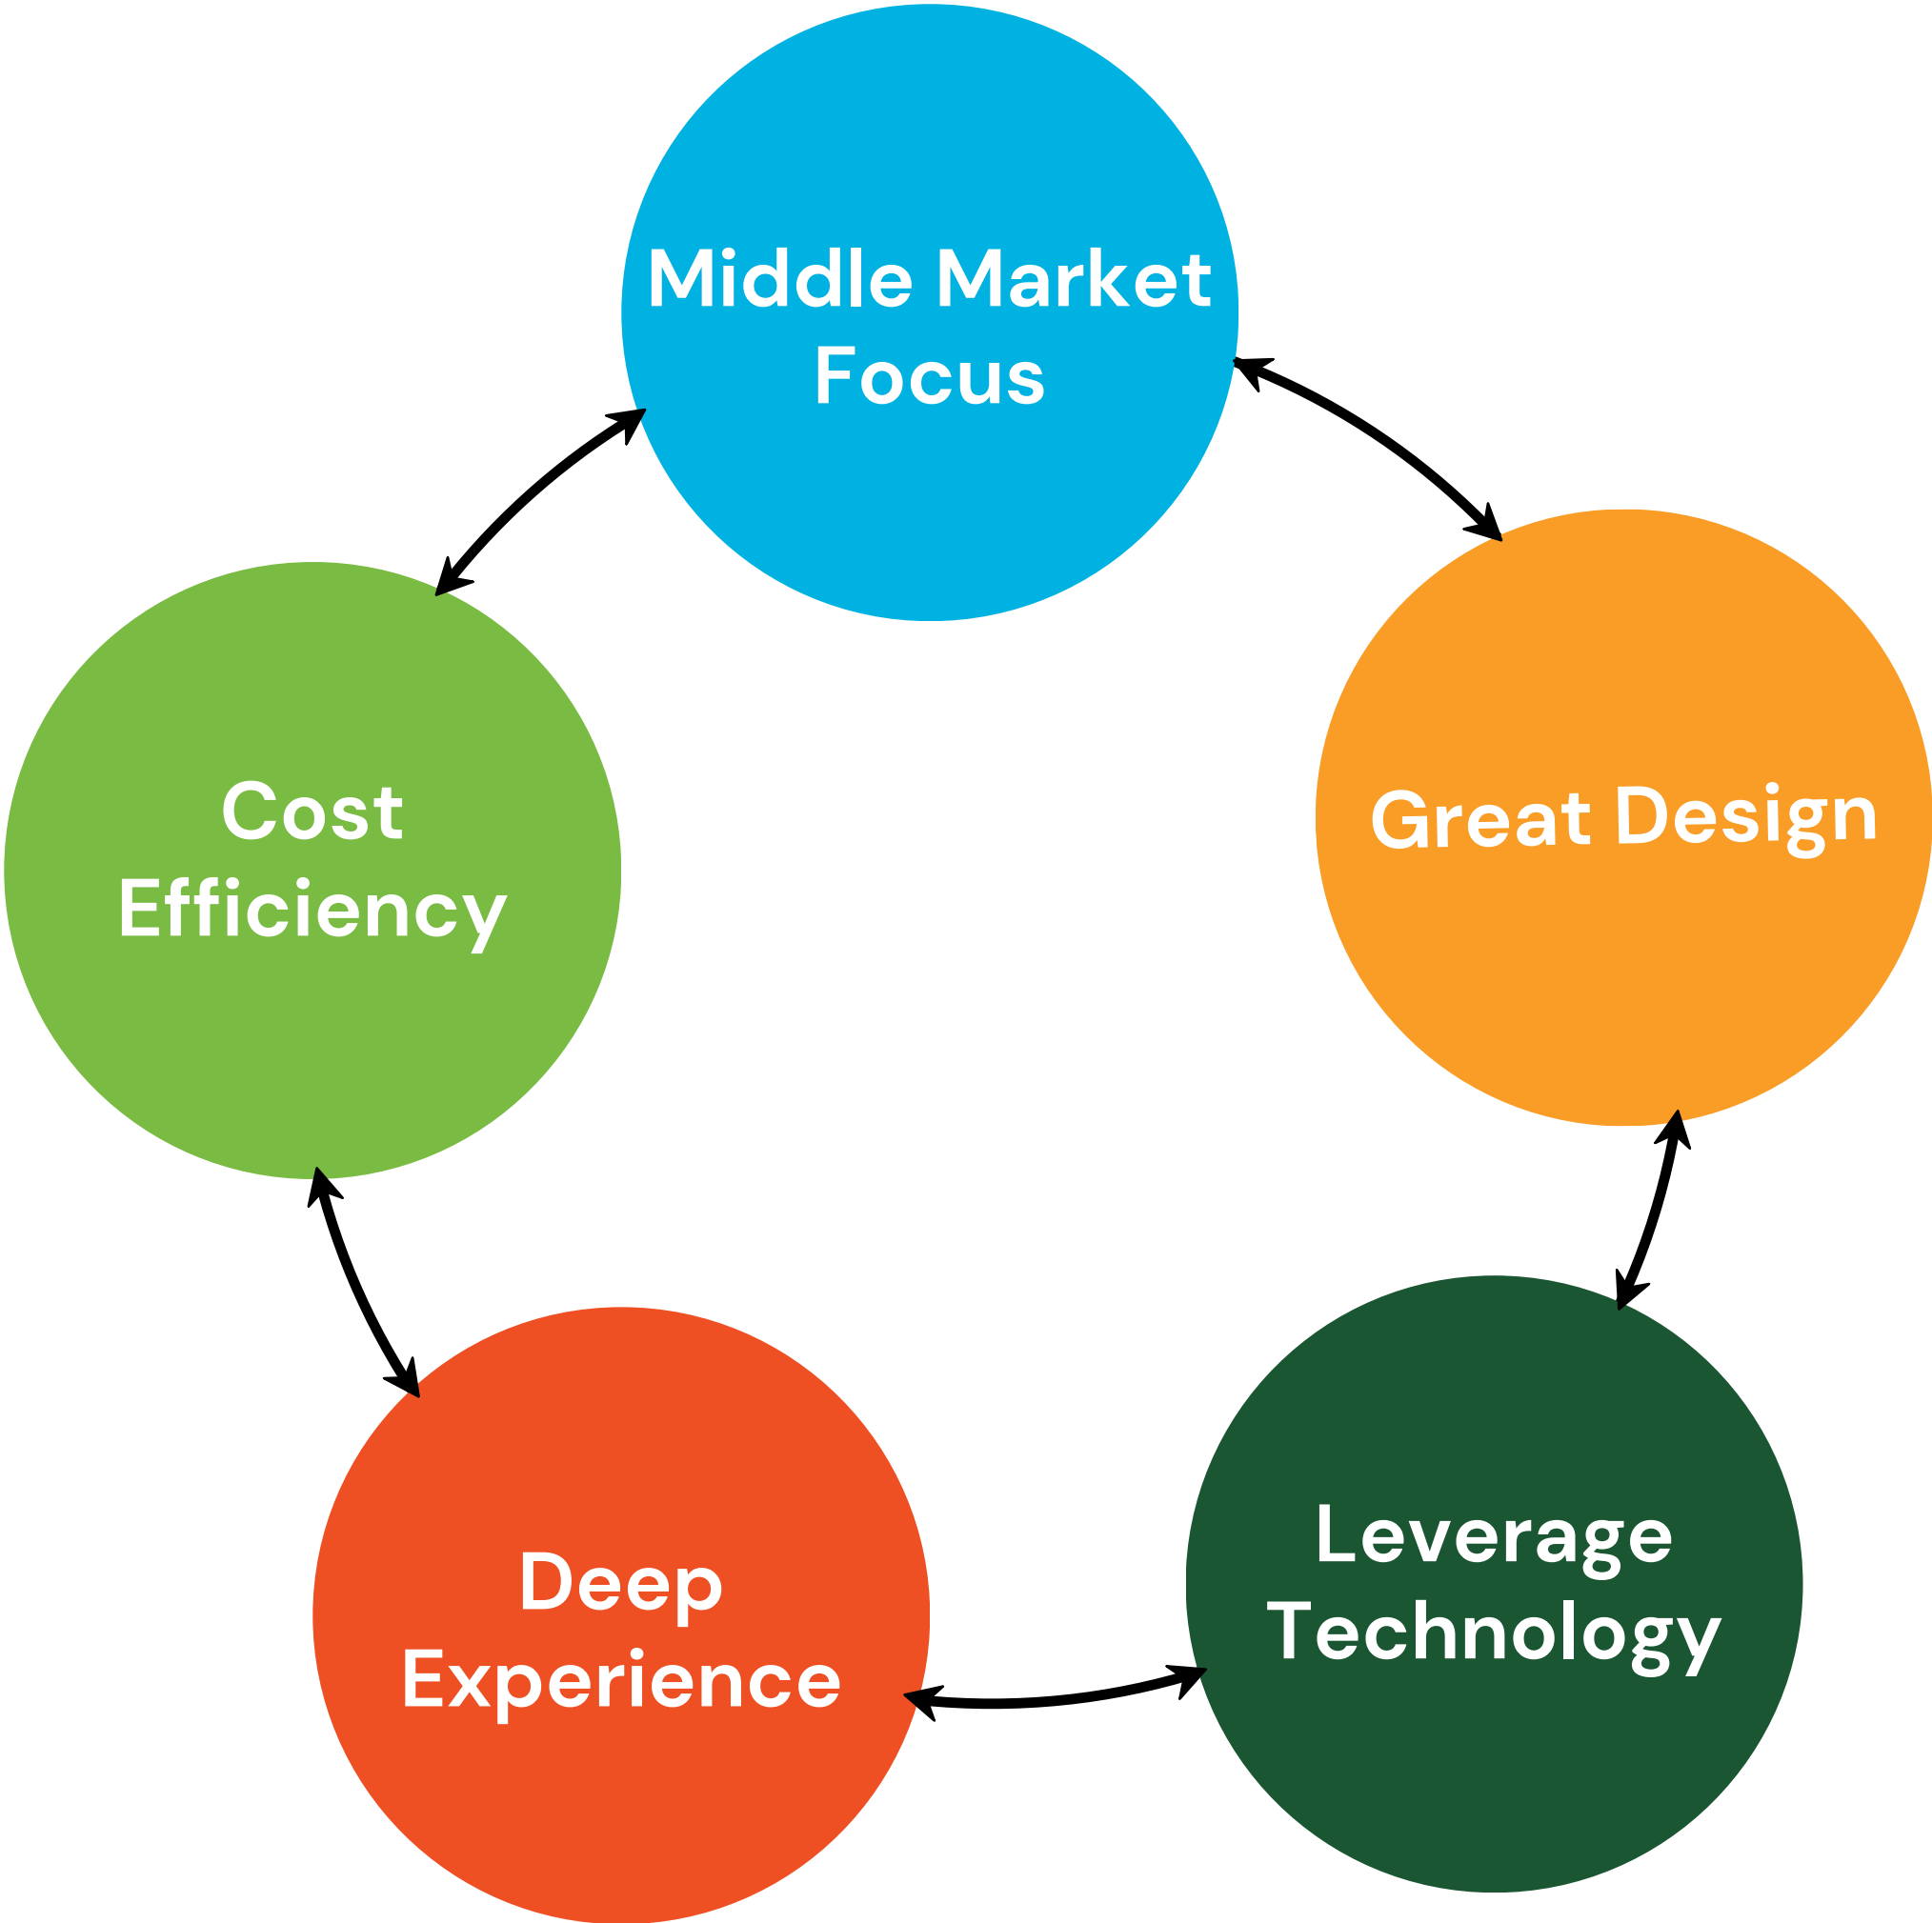 Middle Market
Focus
Great Design
Leverage
Technology
Deep
Experience
Cost
Efficiency